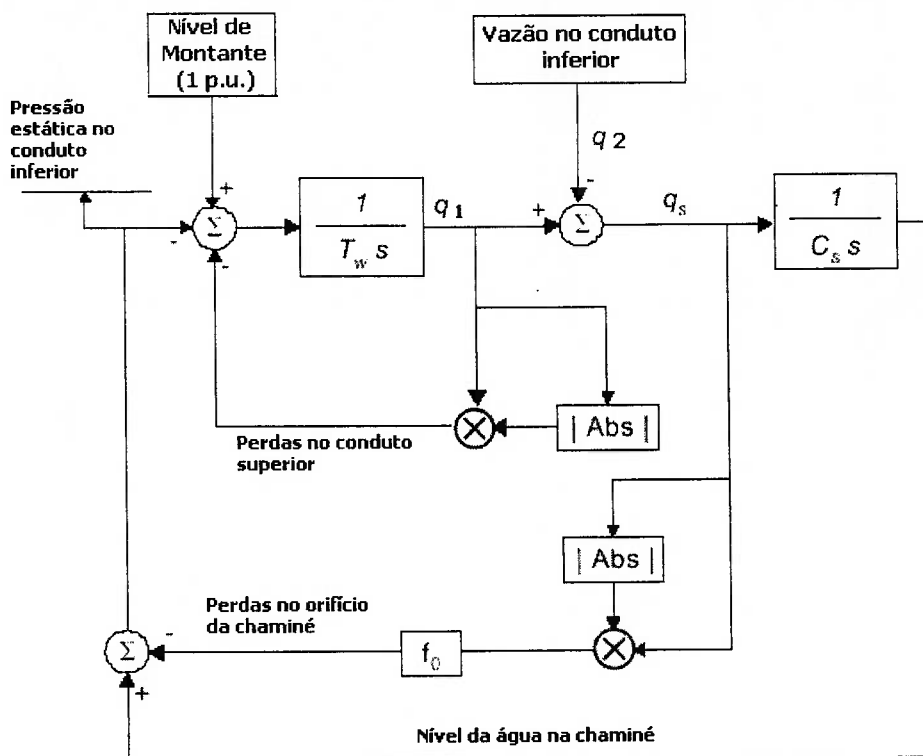 Nível de
Montante
(1 p.u.)
Vazão no conduto
inferior
Pressão
estática no
conduto
inferior
q 2
+
-
Σ
-
1
T_w s
q 1
+
-
Σ
q_s
1
C_s s
| Abs |
Perdas no conduto
superior
| Abs |
Perdas no orifício
da chaminé
-
Σ
+
f_0
Nível da água na chaminé